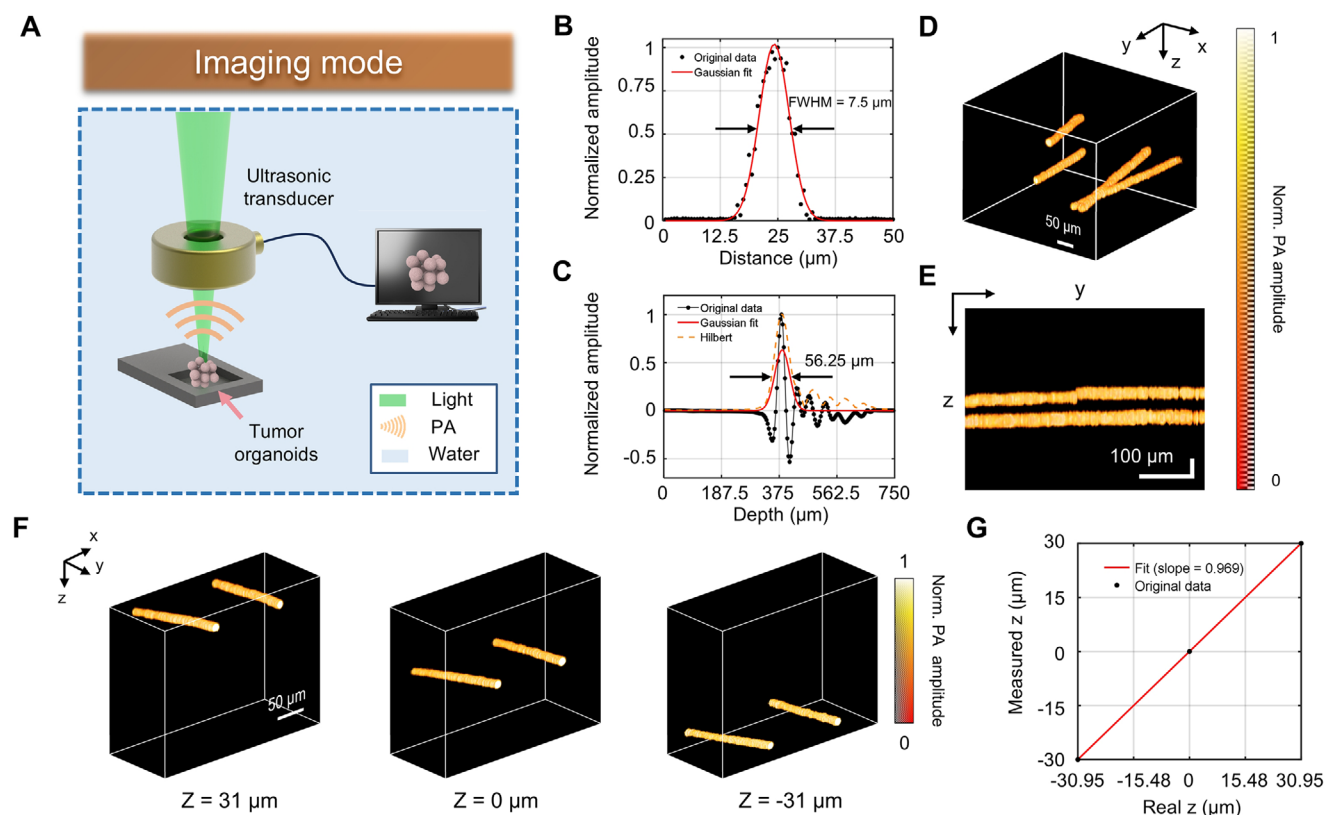 A
Imaging mode
Ultrasonic
transducer
Tumor
organoids
Light
PA
Water
B
Normalized amplitude
1
0.75
0.5
0.25
0
Original data
Gaussian fit
FWHM = 7.5 µm
0 12.5 25 37.5 50
Distance (µm)
C
Normalized amplitude
1
0.5
0
-0.5
Original data
Gaussian fit
Hilbert
56.25 µm
0 187.5 375 562.5 750
Depth (µm)
D
y
x
z
50 µm
1
Norm. PA amplitude
0
E
y
z
100 µm
F
x
y
z
50 µm
Z = 31 µm
Z = 0 µm
Z = -31 µm
1
Norm. PA amplitude
0
G
Measured z (µm)
30
15
0
-15
-30
Fit (slope = 0.969)
Original data
-30.95 -15.48 0 15.48 30.95
Real z (µm)